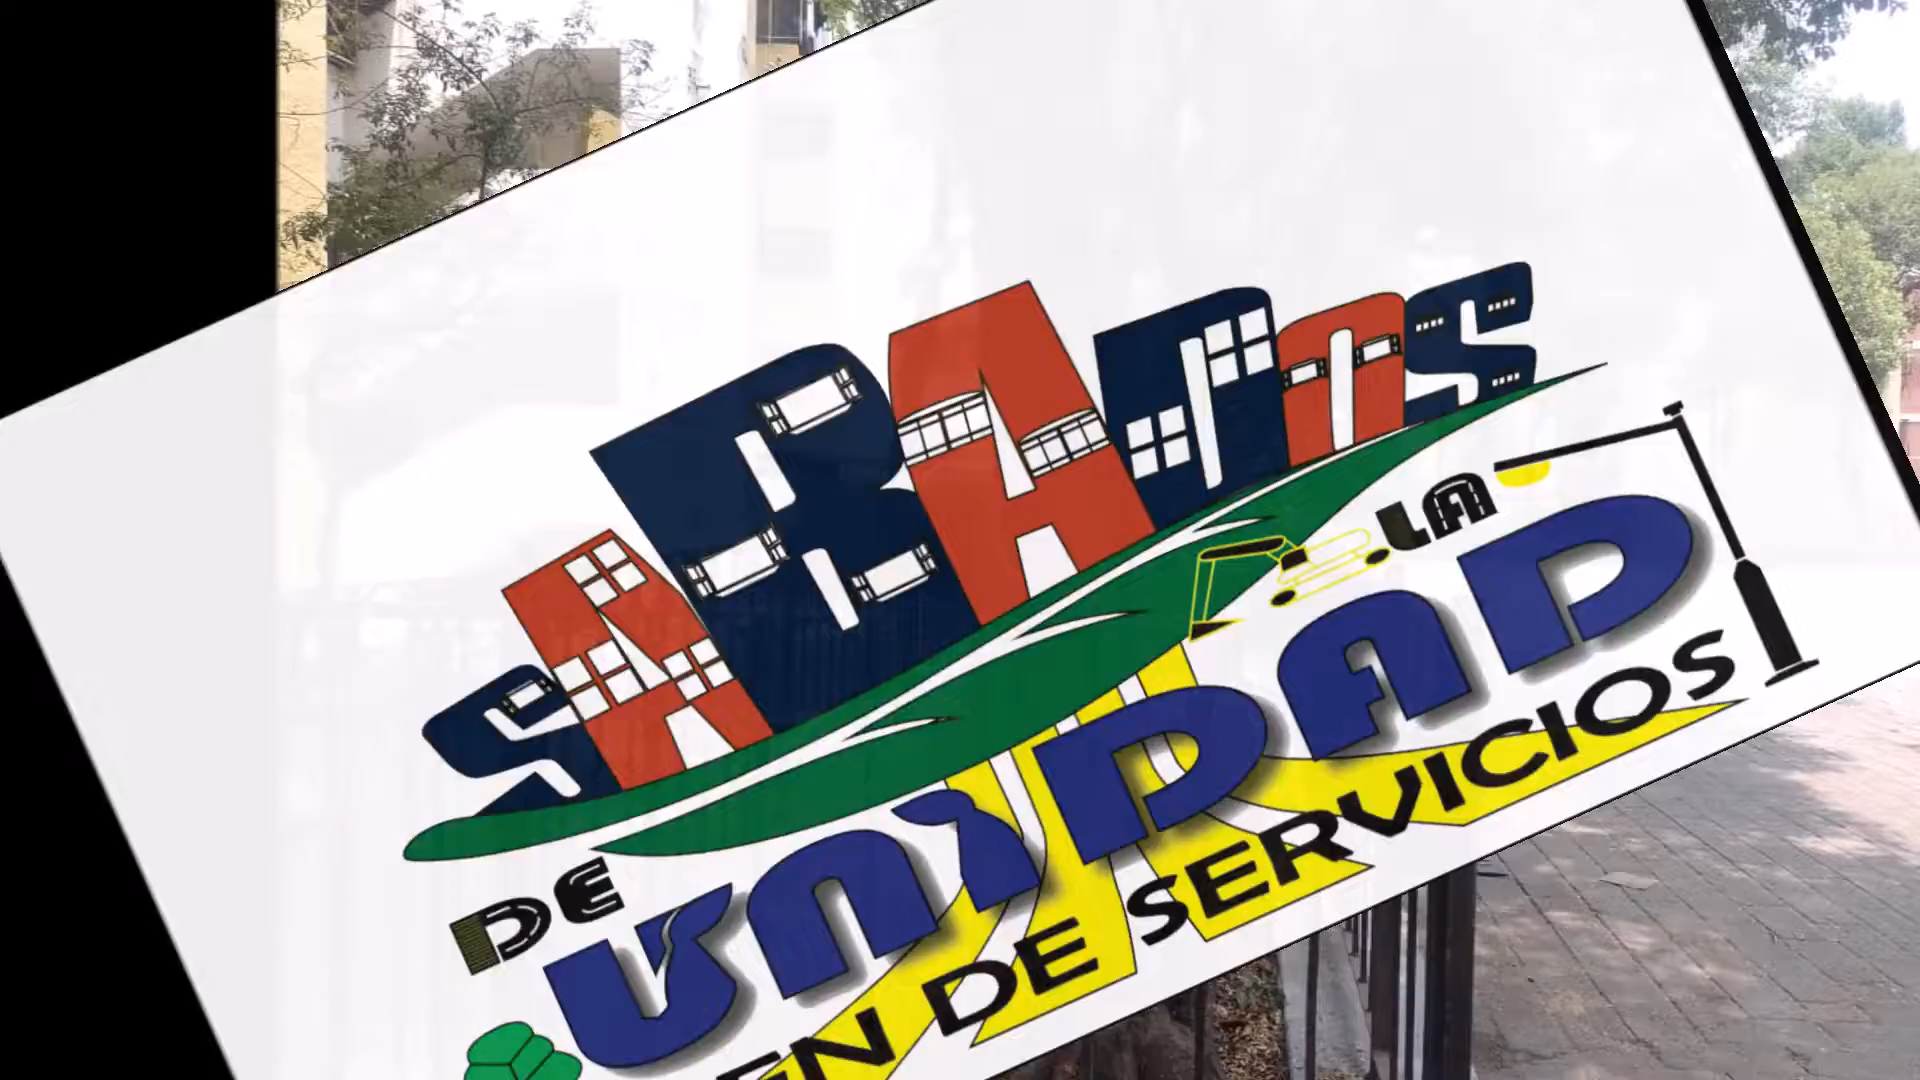 SABADOS
DE LA
UNIDAD
EN DE SERVICIOS